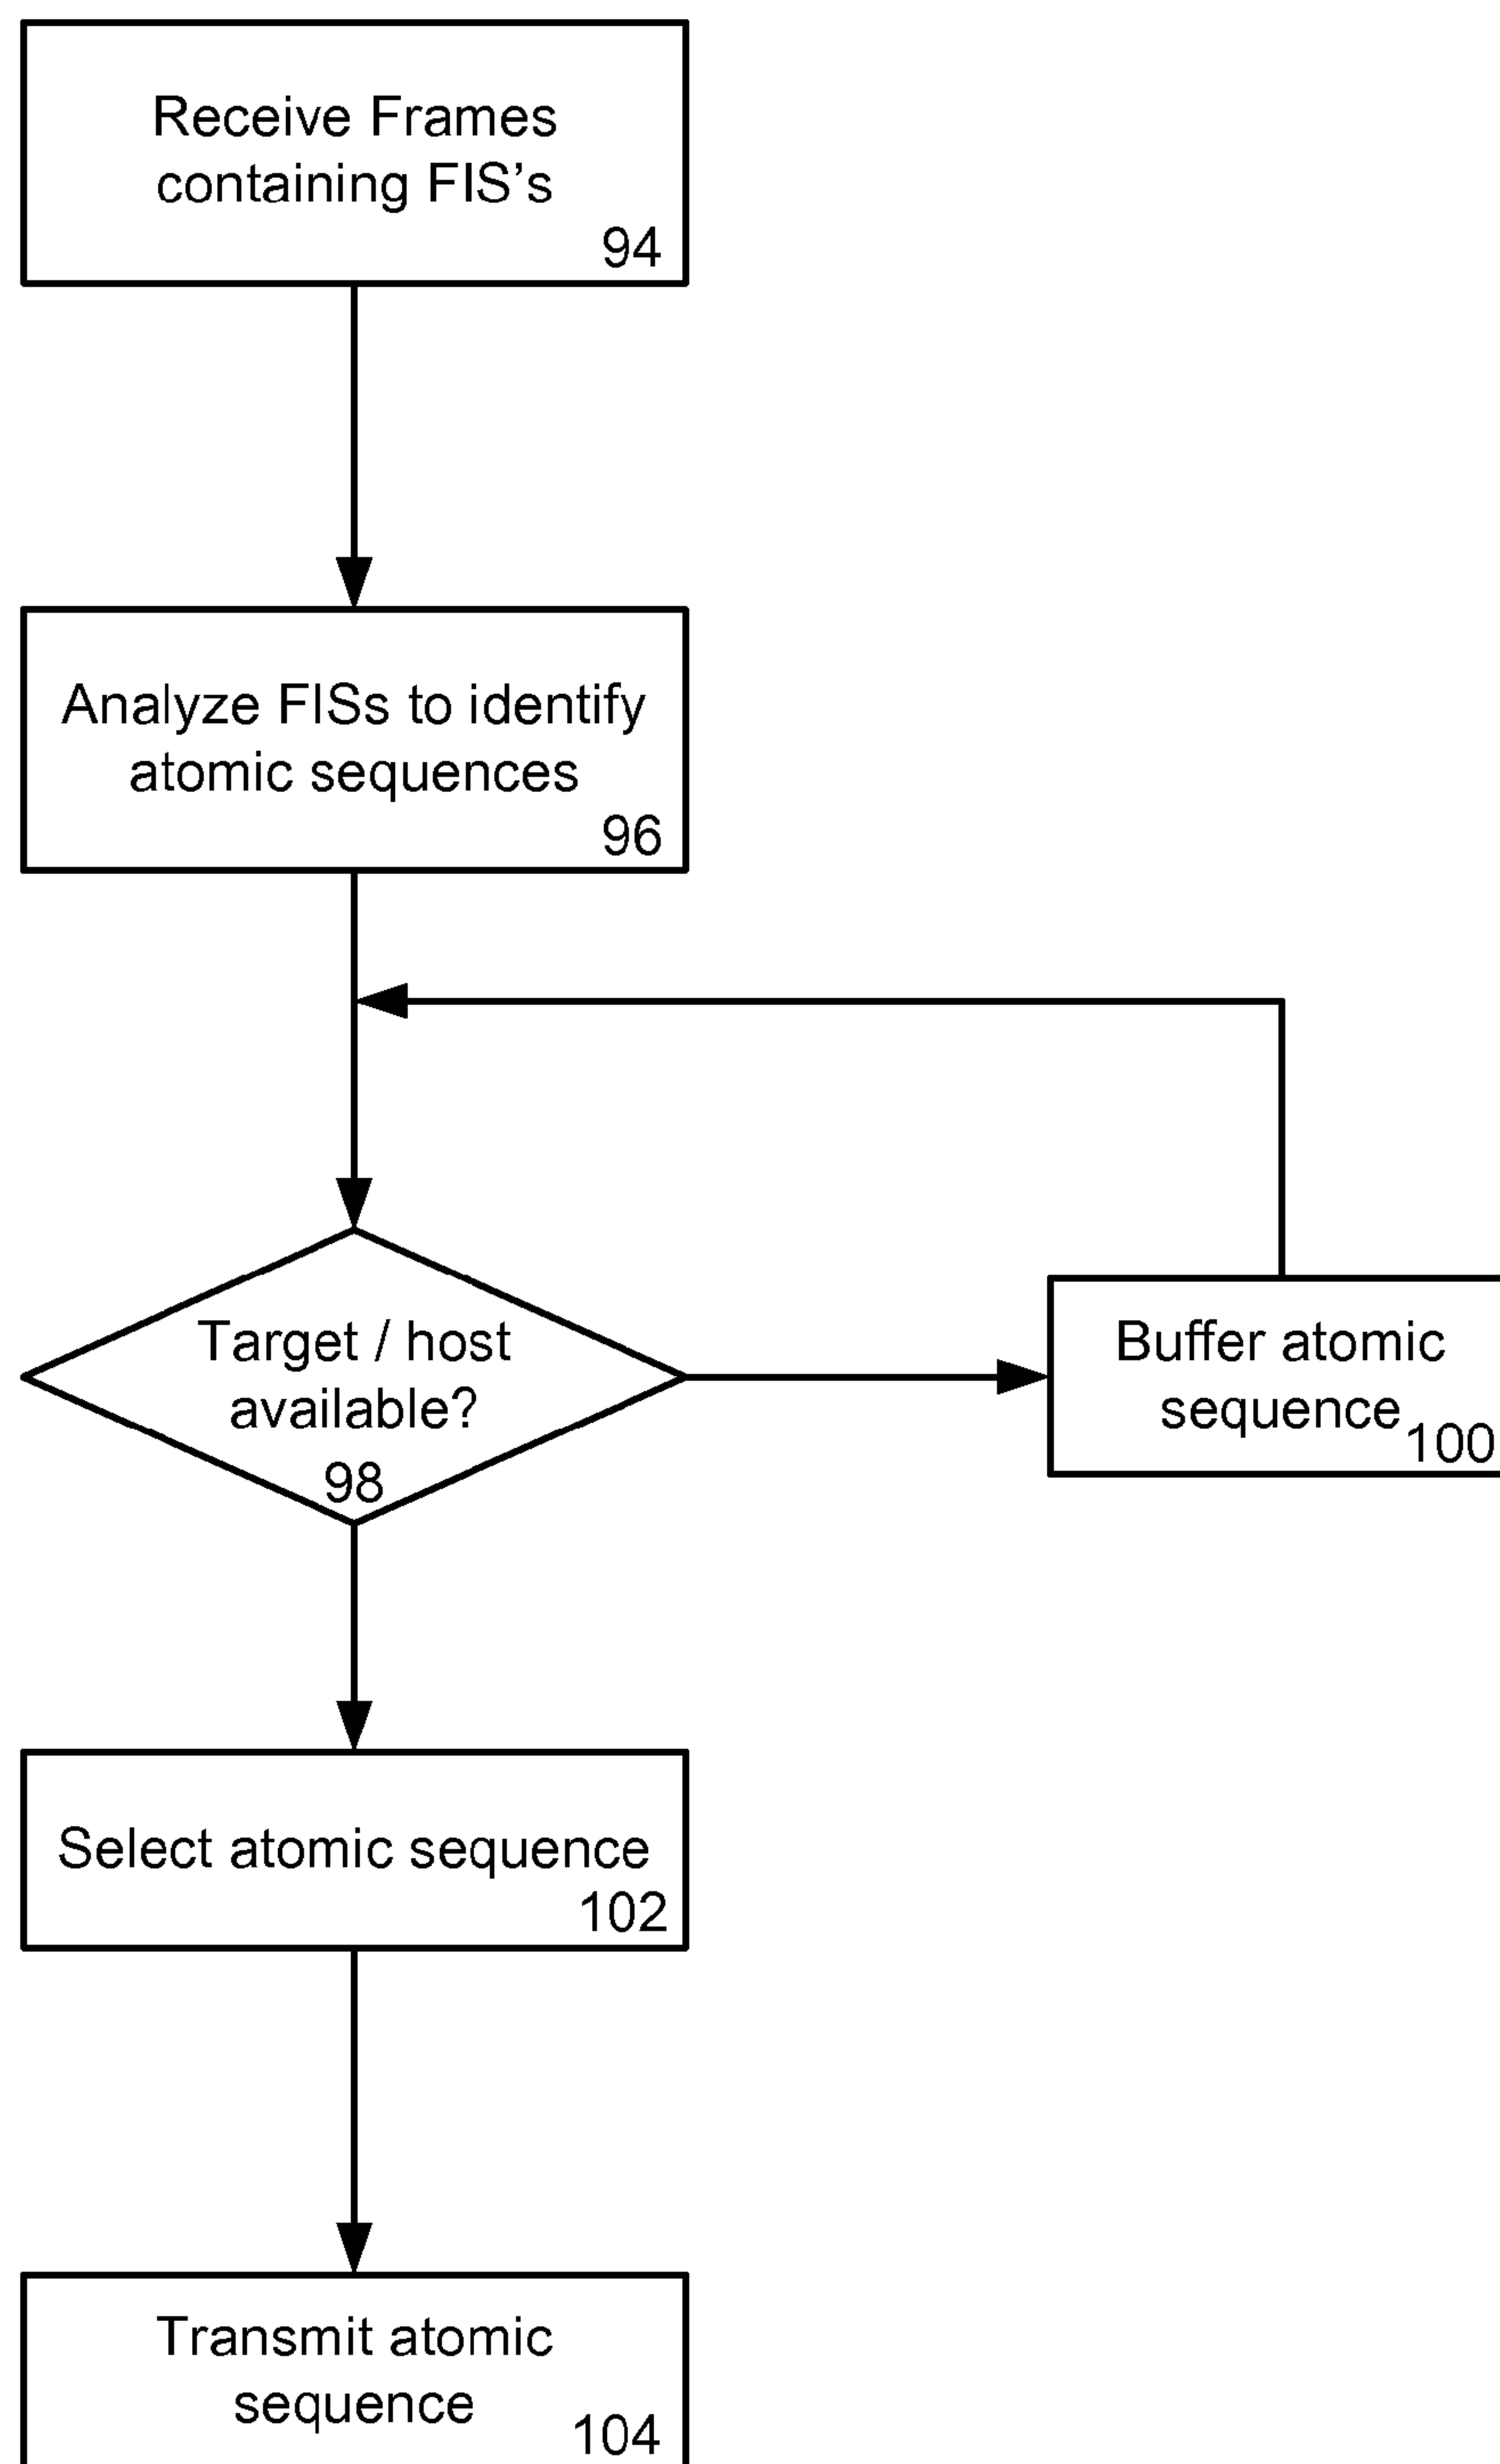 Receive Frames
containing FIS's
94
Analyze FISs to identify
atomic sequences
96
Target / host
available?
98
Buffer atomic
sequence
100
Select atomic sequence
102
Transmit atomic
sequence
104